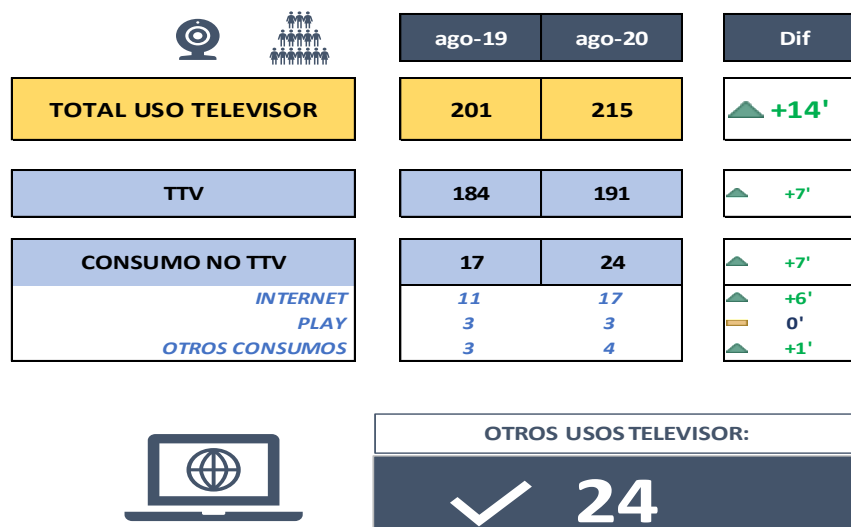 ago-19 ago-20 Dif
TOTAL USO TELEVISOR 201 215 +14'
TTV 184 191 +7'
CONSUMO NO TTV 17 24 +7'
INTERNET 11 17 +6'
PLAY 3 3 0'
OTROS CONSUMOS 3 4 +1'
OTROS USOS TELEVISOR:
24